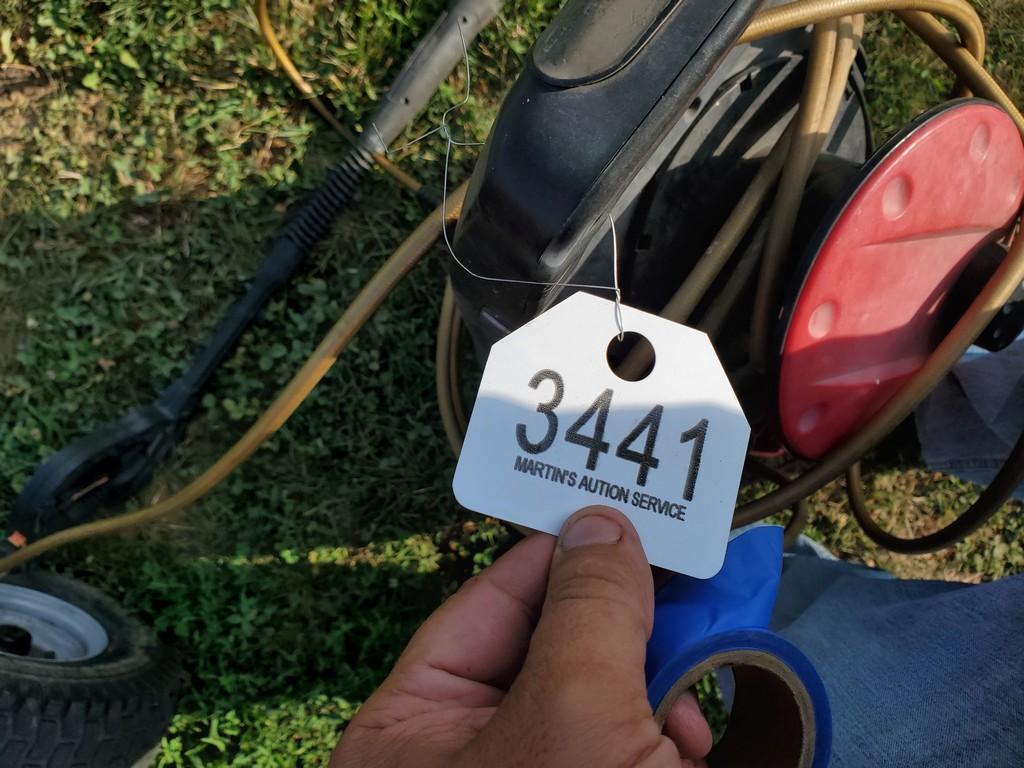 3441
MARTIN'S AUTION SERVICE